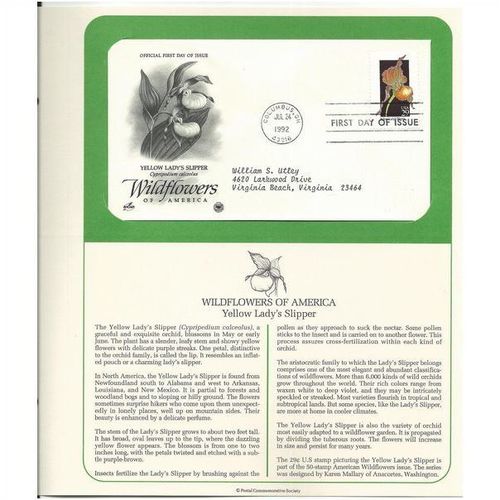 OFFICIAL FIRST DAY OF ISSUE
YELLOW LADY'S SLIPPER
Cypripedium calceolus
Wildflowers
OF AMERICA
COLUMBUS, OH
JUL 24
1992
43216
FIRST DAY OF ISSUE
29
William S. Utley
4620 Larkwood Drive
Virginia Beach, Virginia 23464
WILDFLOWERS OF AMERICA
Yellow Lady's Slipper
The Yellow Lady's Slipper (Cypripedium calceolus), a
graceful and exquisite orchid, blossoms in May or early
June. The plant has a slender, leafy stem and showy yellow
flowers with delicate purple streaks. One petal, distinctive
to the orchid family, is called the lip. It resembles an inflat-
ed pouch or a charming lady's slipper.
In North America, the Yellow Lady's Slipper is found from
Newfoundland south to Alabama and west to Arkansas,
Louisiana, and New Mexico. It is partial to forests and
woodland bogs and to sloping or hilly ground. The flowers
sometimes surprise hikers who come upon them unexpect-
edly in lonely places, well up on mountain sides. Their
beauty is enhanced by a delicate perfume.
The stem of the Lady's Slipper grows to about two feet tall.
It has broad, oval leaves up to the tip, where the dazzling
yellow flower appears. The blossom is from one to two
inches long, with the petals twisted and etched with a sub-
tle purple brown.
Insects fertilize the Lady's Slipper by brushing against the
pollen as they approach to suck the nectar. Some pollen
sticks to the insect and is carried on to another flower. This
process assures cross-fertilization within each kind of
orchid.
The aristocratic family to which the Lady's Slipper belongs
comprises one of the most elegant and abundant classifica-
tions of wildflowers. More than 6,000 kinds of wild orchids
grow throughout the world. Their rich colors range from
waxen white to deep violet, and they may be intricately
speckled or streaked. Most varieties flourish in tropical and
subtropical lands. But some species, like the Lady's Slipper,
are more at home in cooler climates.
The Yellow Lady's Slipper is also the variety of orchid
most easily adapted to a wildflower garden. It is propagated
by dividing the tuberous roots. The flowers will increase
in size and persist for many years.
The 29¢ U.S stamp picturing the Yellow Lady's Slipper is
part of the 50-stamp American Wildflowers issue. The series
was designed by Karen Mallary of Anacortes, Washington.
© Postal Commemorative Society